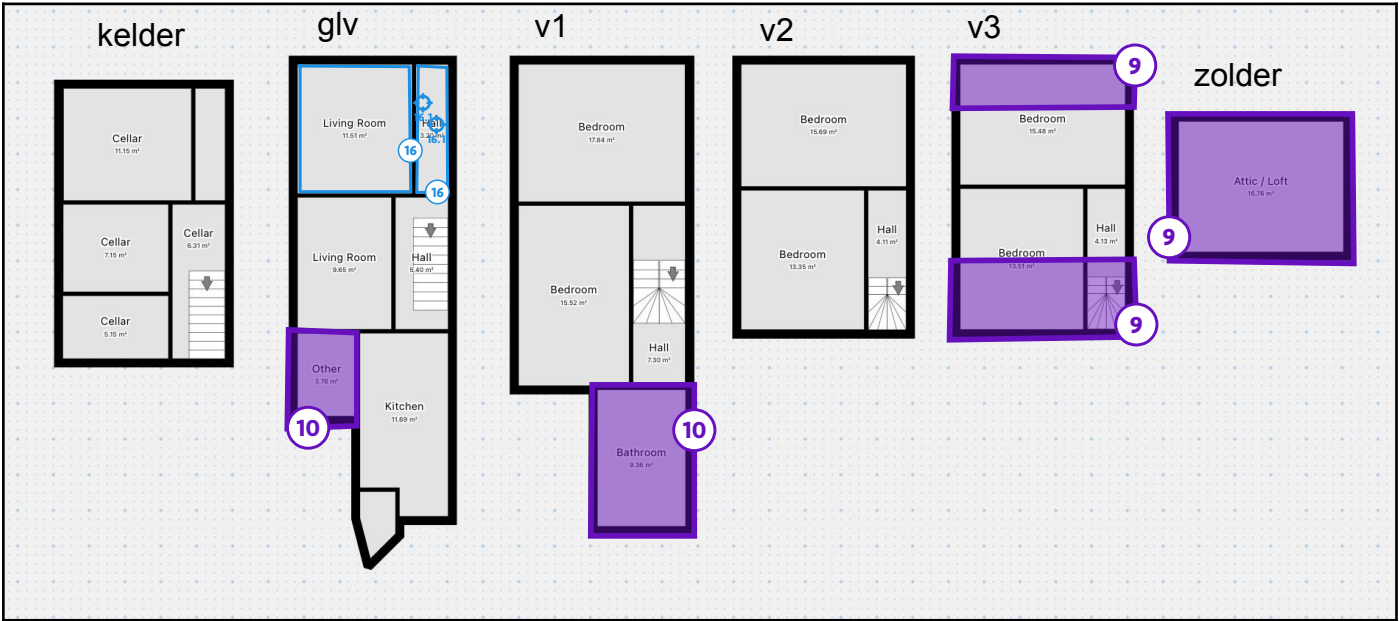 kelder
glv
v1
v2
v3
zolder
Cellar
11.15 m²
Cellar
7.15 m²
Cellar
6.31 m²
Cellar
5.15 m²
Living Room
11.51 m²
Hall
16
16
Living Room
9.65 m²
Hall
5.40 m²
Other
3.76 m²
10
Kitchen
11.69 m²
Bedroom
17.84 m²
Bedroom
15.52 m²
Hall
7.30 m²
Bathroom
9.36 m²
10
Bedroom
15.69 m²
Bedroom
13.35 m²
Hall
4.11 m²
9
Bedroom
15.48 m²
Bedroom
13.51 m²
Hall
4.13 m²
9
Attic / Loft
16.76 m²
9